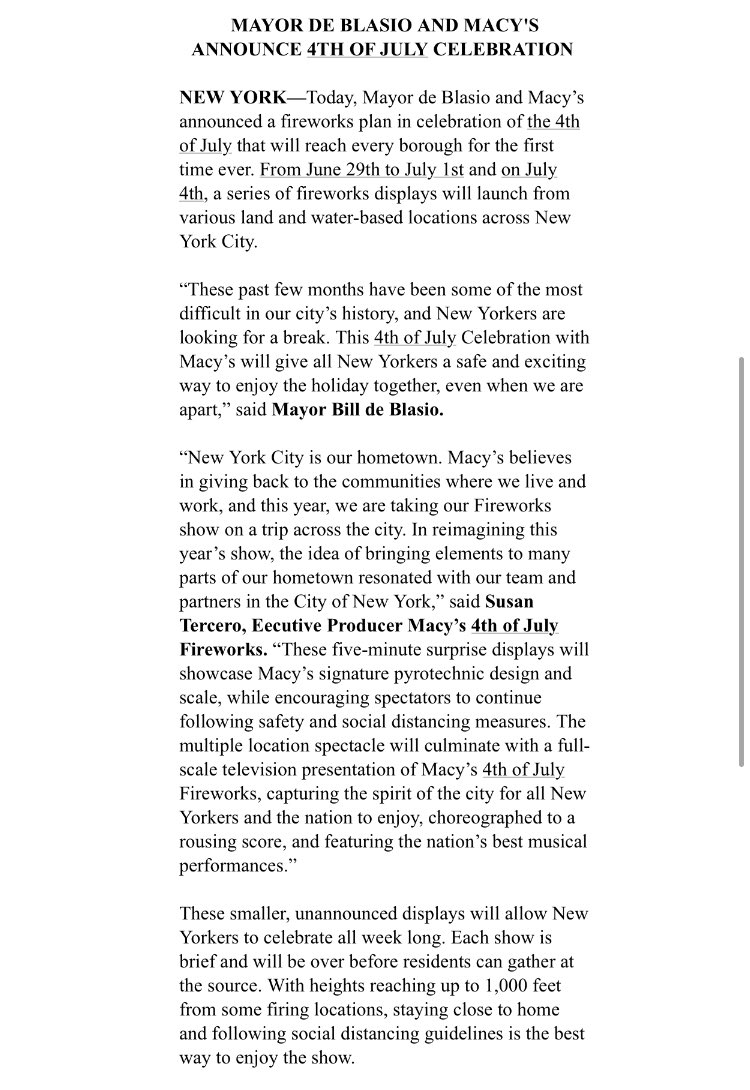 MAYOR DE BLASIO AND MACY'S
ANNOUNCE 4TH OF JULY CELEBRATION
NEW YORK—Today, Mayor de Blasio and Macy’s
announced a fireworks plan in celebration of the 4th
of July that will reach every borough for the first
time ever. From June 29th to July 1st and on July
4th, a series of fireworks displays will launch from
various land and water-based locations across New
York City.
“These past few months have been some of the most
difficult in our city’s history, and New Yorkers are
looking for a break. This 4th of July Celebration with
Macy’s will give all New Yorkers a safe and exciting
way to enjoy the holiday together, even when we are
apart,” said Mayor Bill de Blasio.
“New York City is our hometown. Macy’s believes
in giving back to the communities where we live and
work, and this year, we are taking our Fireworks
show on a trip across the city. In reimagining this
year’s show, the idea of bringing elements to many
parts of our hometown resonated with our team and
partners in the City of New York,” said Susan
Tercero, Eecutive Producer Macy’s 4th of July
Fireworks. “These five-minute surprise displays will
showcase Macy’s signature pyrotechnic design and
scale, while encouraging spectators to continue
following safety and social distancing measures. The
multiple location spectacle will culminate with a full-
scale television presentation of Macy’s 4th of July
Fireworks, capturing the spirit of the city for all New
Yorkers and the nation to enjoy, choreographed to a
rousing score, and featuring the nation’s best musical
performances.”
These smaller, unannounced displays will allow New
Yorkers to celebrate all week long. Each show is
brief and will be over before residents can gather at
the source. With heights reaching up to 1,000 feet
from some firing locations, staying close to home
and following social distancing guidelines is the best
way to enjoy the show.